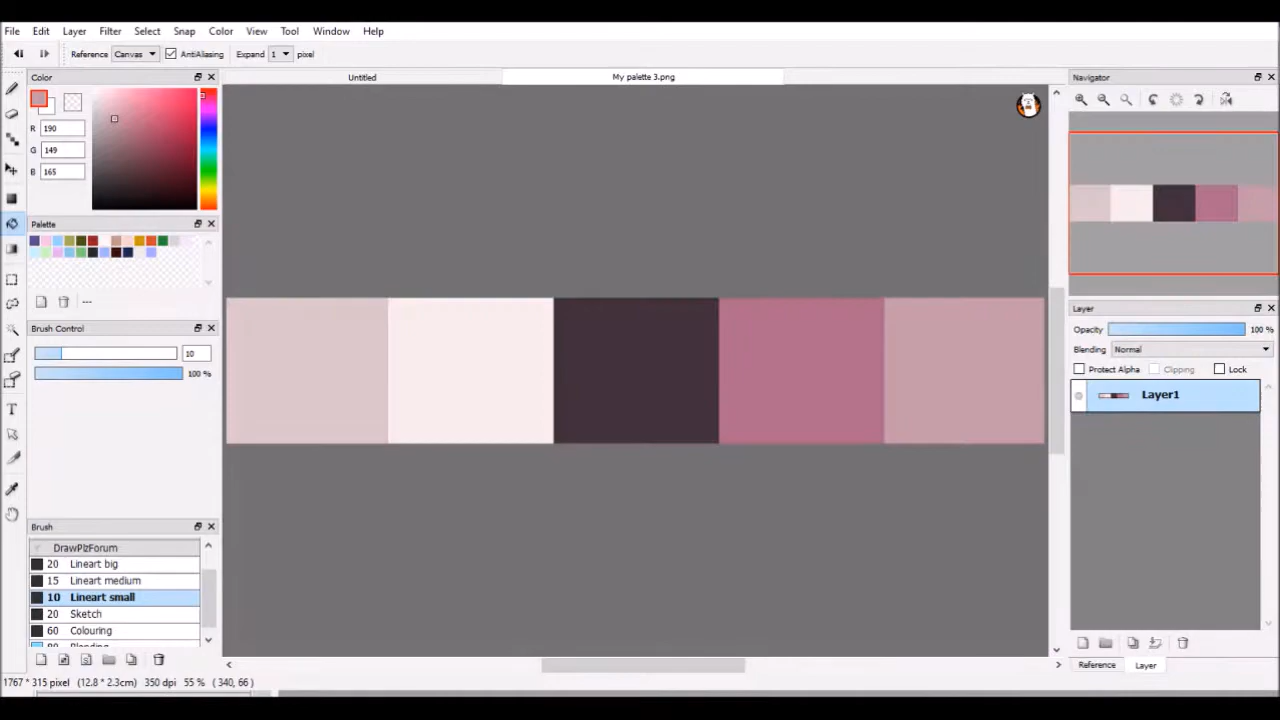 File Edit Layer Filter Select Snap Color View Tool Window Help
Reference Canvas AntiAliasing Expand 1 pixel
Color
Untitled
My palette 3.png
Navigator
R 190
G 149
B 165
Palette
---
Brush Control
10
100 %
Layer
Opacity 100 %
Blending Normal
Protect Alpha Clipping Lock
Layer1
Brush
DrawPlzForum
20 Lineart big
15 Lineart medium
10 Lineart small
20 Sketch
60 Colouring
Reference Layer
1767 * 315 pixel (12.8 * 2.3cm) 350 dpi 55 % ( 340, 66 )